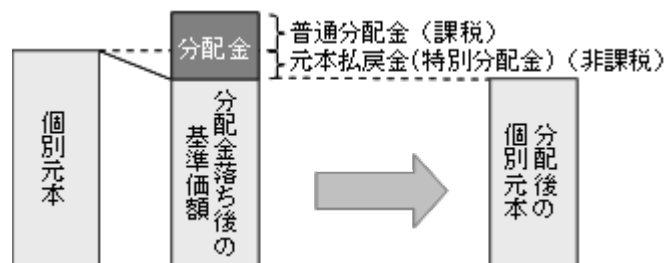 分配金
普通分配金（課税）
元本払戻金(特別分配金)（非課税）
個別元本
分配金落ち後の
基準価額
分配後の
個別元本